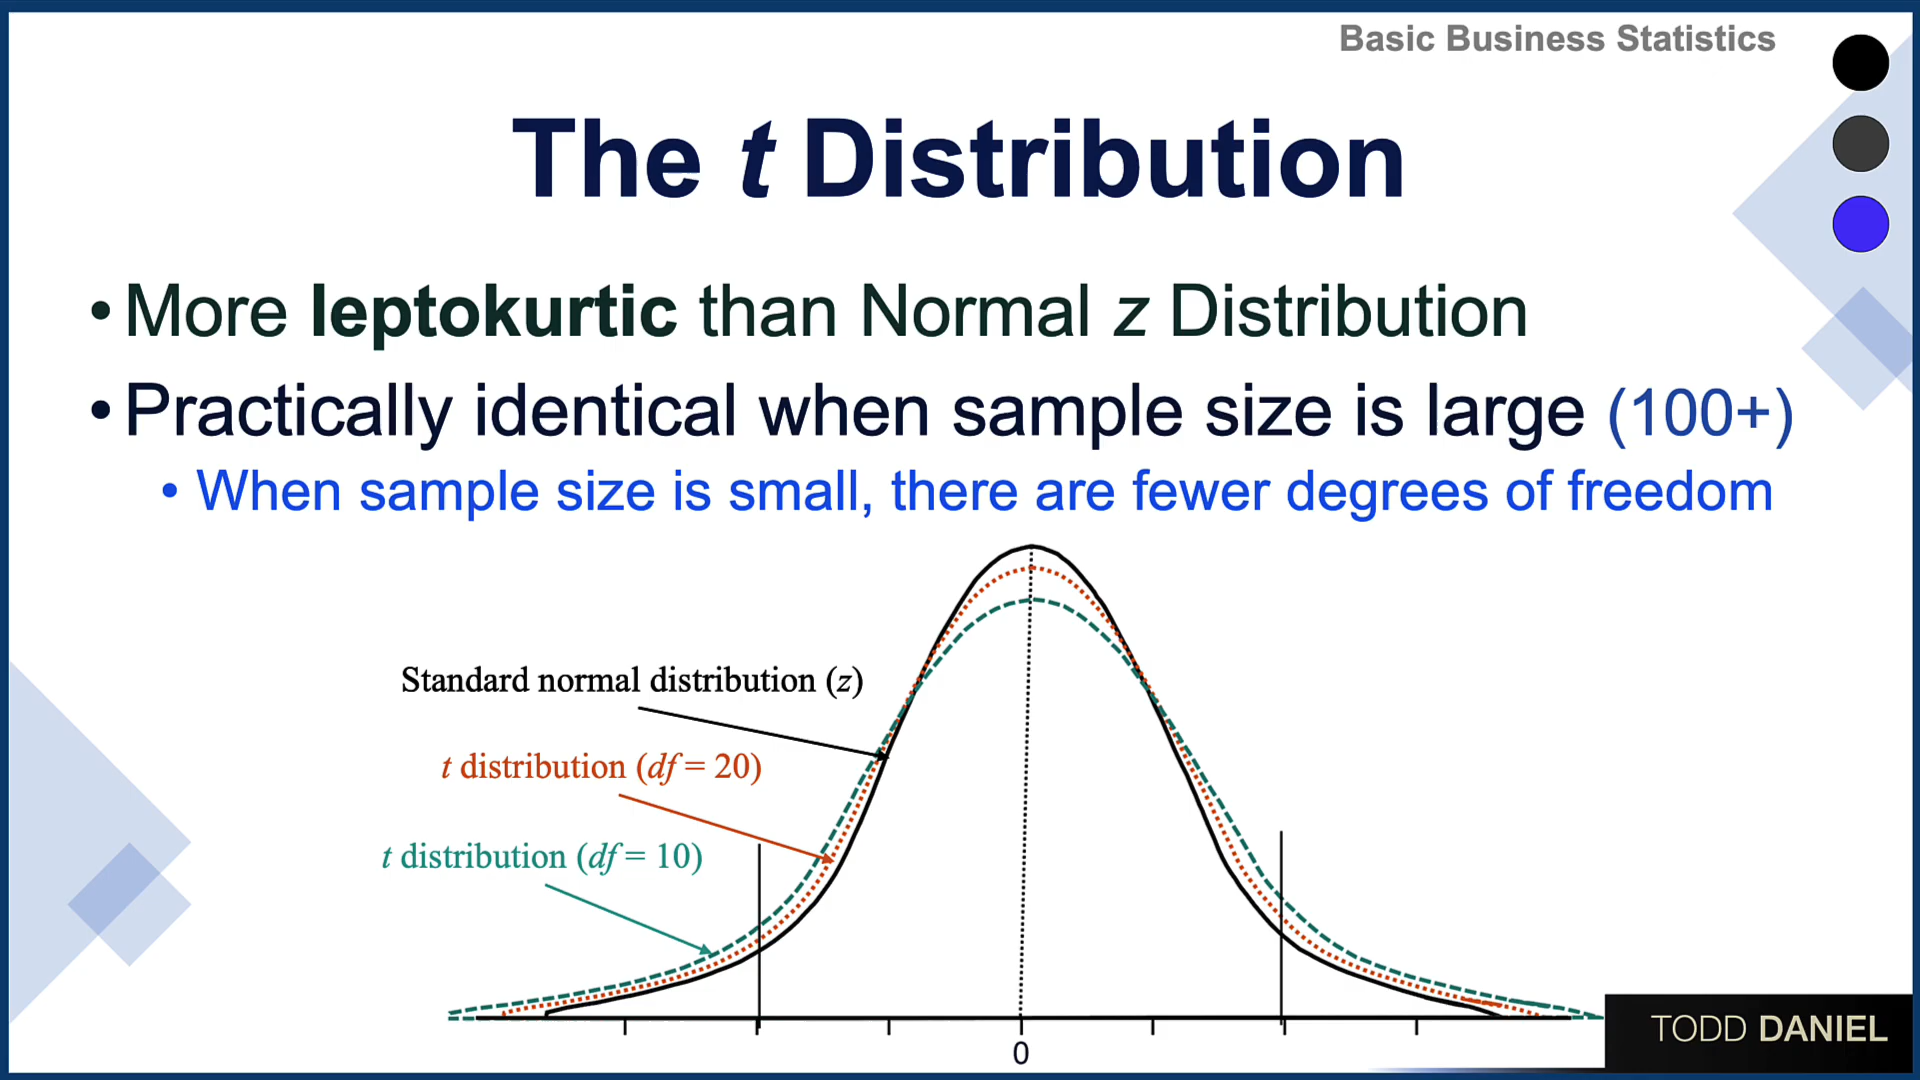 Basic Business Statistics
The t Distribution
• More leptokurtic than Normal z Distribution
• Practically identical when sample size is large (100+)
• When sample size is small, there are fewer degrees of freedom
Standard normal distribution (z)
t distribution (df = 20)
t distribution (df = 10)
0
TODD DANIEL